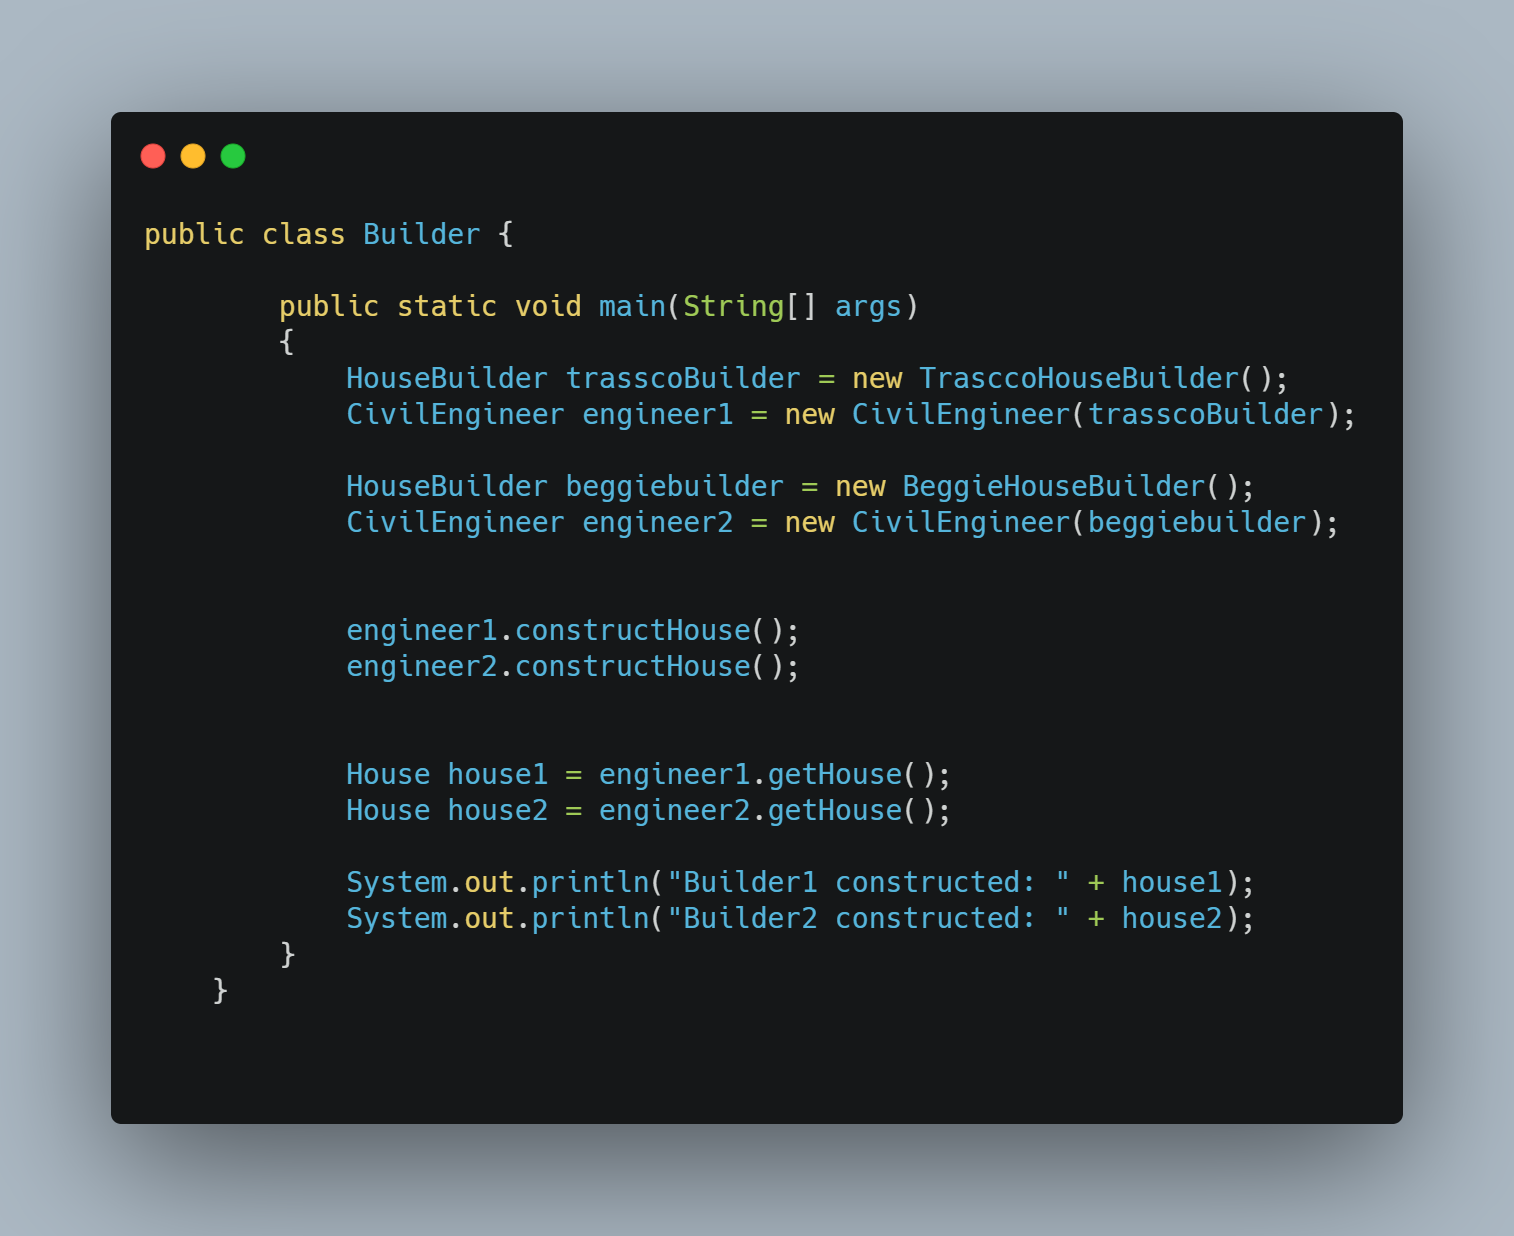 public class Builder {
public static void main(String[] args)
{
HouseBuilder trasscoBuilder = new TrasccoHouseBuilder();
CivilEngineer engineer1 = new CivilEngineer(trasscoBuilder);
HouseBuilder beggiebuilder = new BeggieHouseBuilder();
CivilEngineer engineer2 = new CivilEngineer(beggiebuilder);
engineer1.constructHouse();
engineer2.constructHouse();
House house1 = engineer1.getHouse();
House house2 = engineer2.getHouse();
System.out.println("Builder1 constructed: " + house1);
System.out.println("Builder2 constructed: " + house2);
}
}